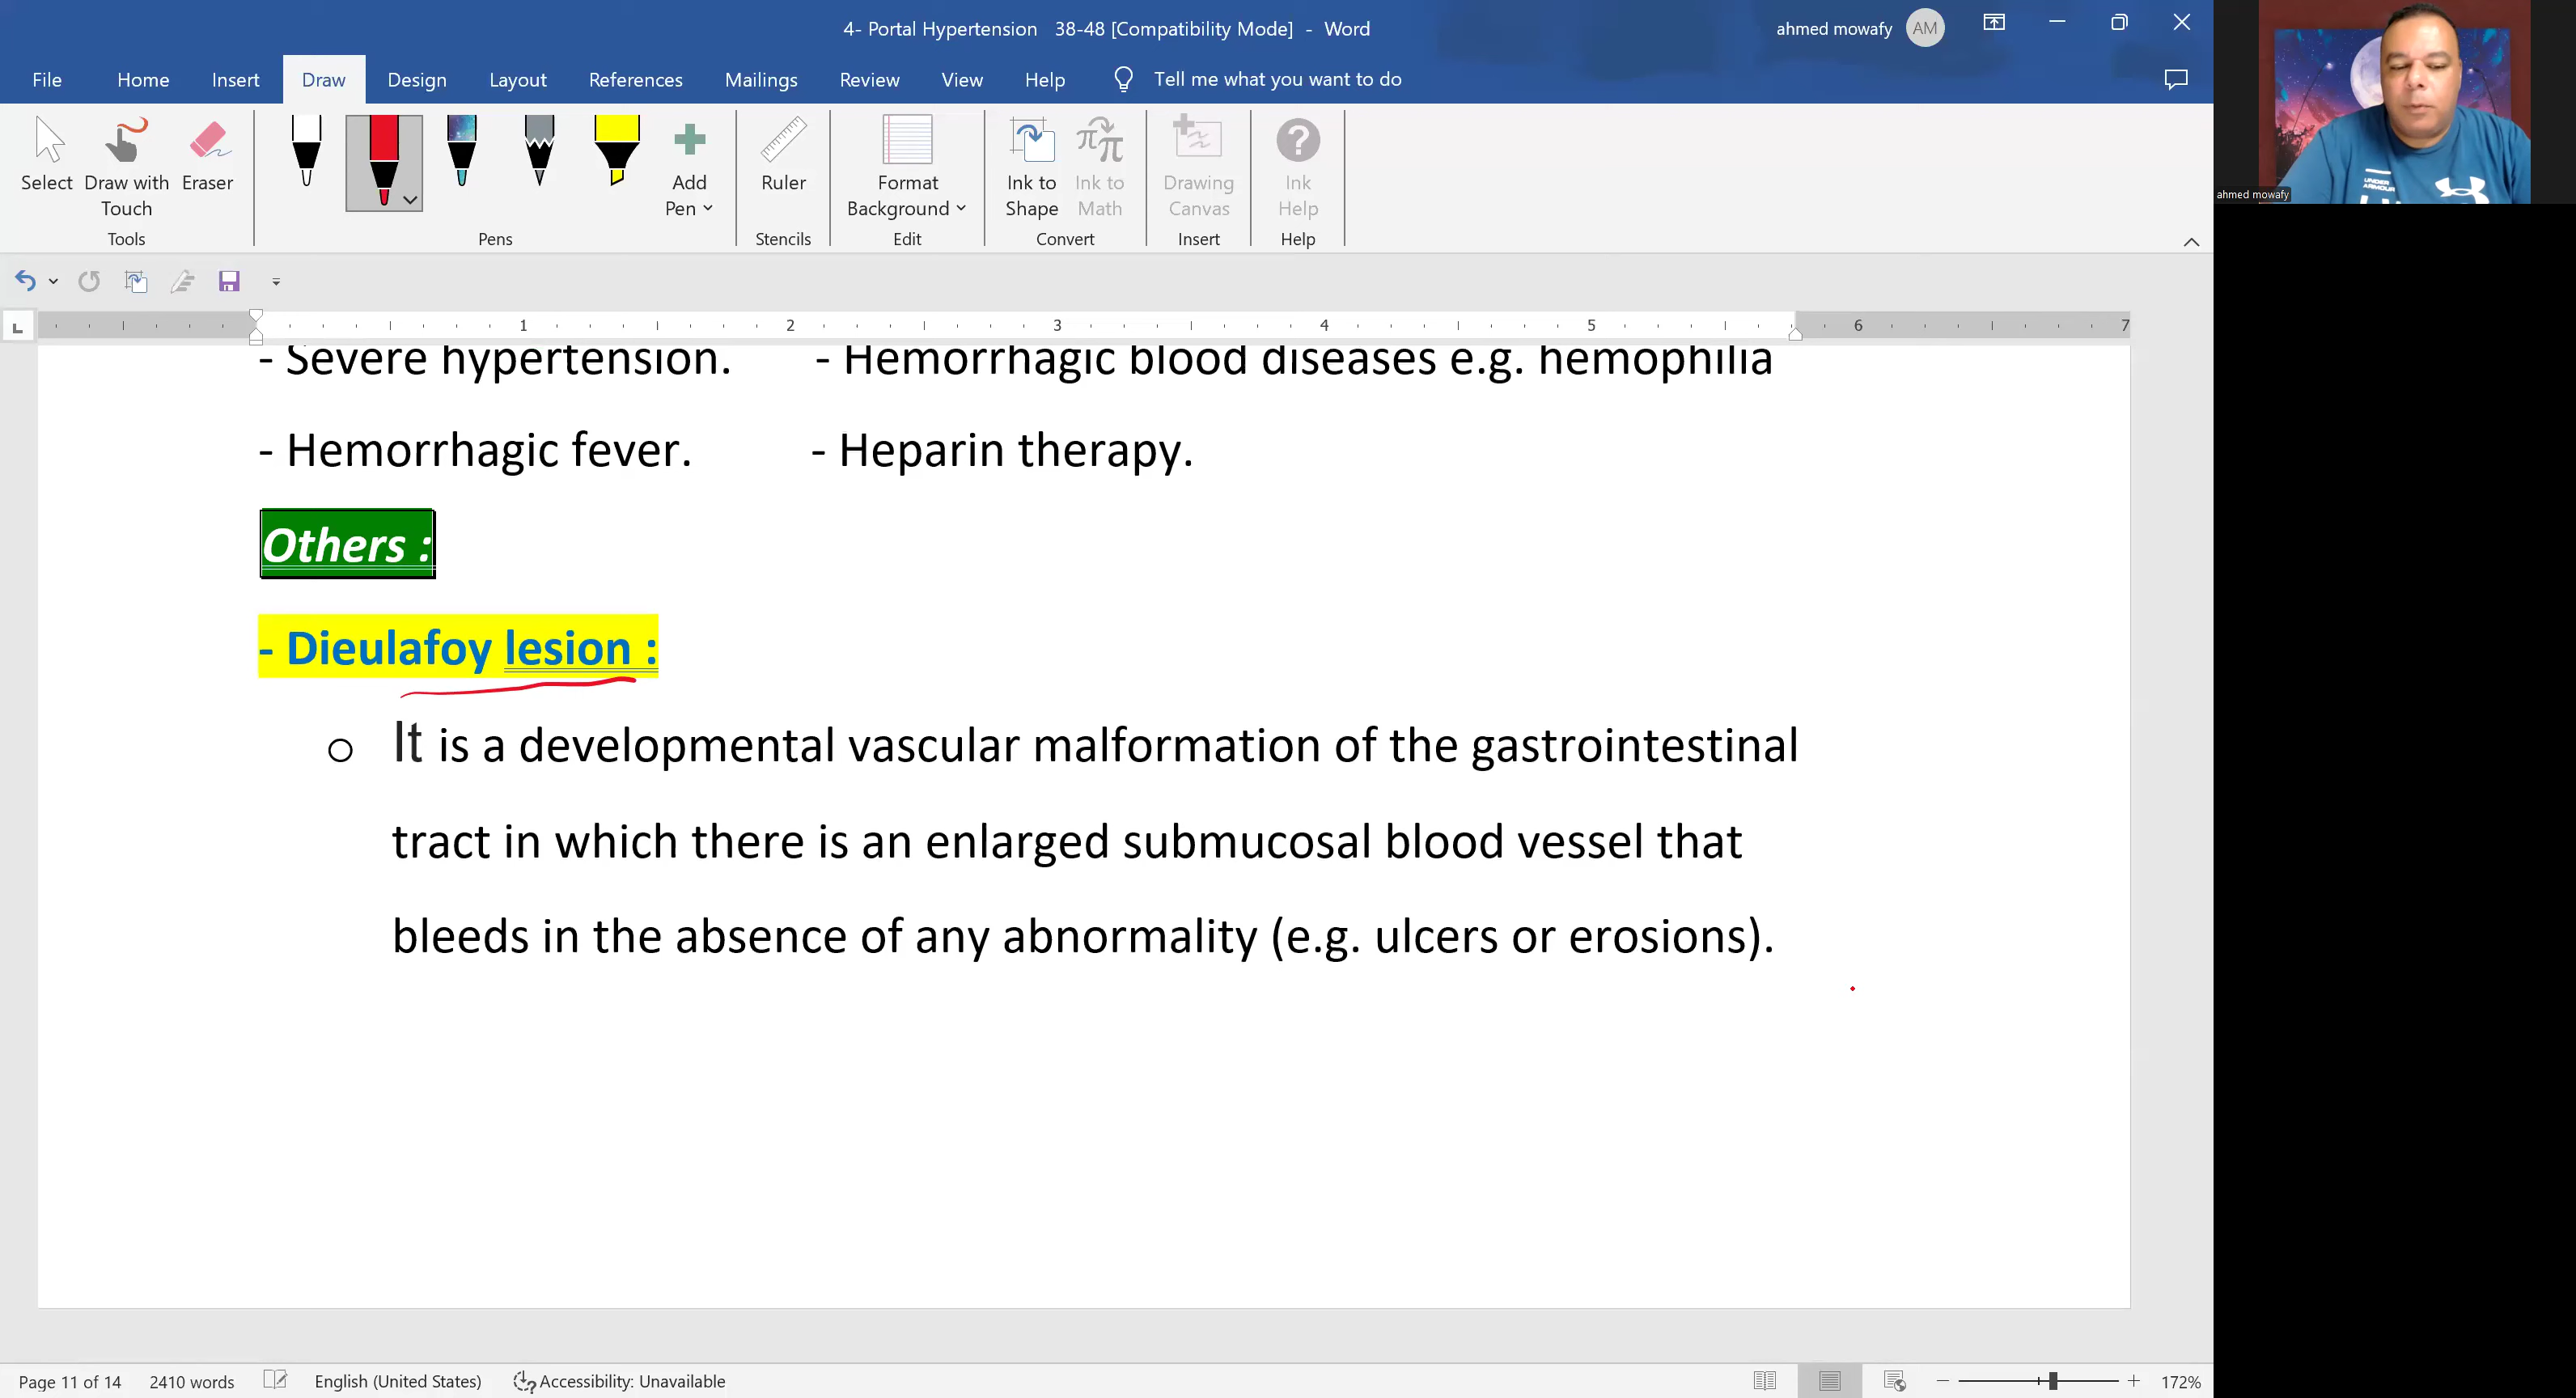 4- Portal Hypertension 38-48 [Compatibility Mode] - Word
ahmed mowafy AM
File Home Insert Draw Design Layout References Mailings Review View Help Tell me what you want to do
Select Draw with Touch Eraser Add Pen Ruler Format Background Ink to Shape Ink to Math Drawing Canvas Ink Help
Tools Pens Stencils Edit Convert Insert Help
1 2 3 4 5 6 7
- Severe hypertension. - Hemorrhagic blood diseases e.g. hemophilia
- Hemorrhagic fever. - Heparin therapy.
Others :
- Dieulafoy lesion :
o It is a developmental vascular malformation of the gastrointestinal
tract in which there is an enlarged submucosal blood vessel that
bleeds in the absence of any abnormality (e.g. ulcers or erosions).
Page 11 of 14 2410 words English (United States) Accessibility: Unavailable 172%
ahmed mowafy
UNDER ARMOUR